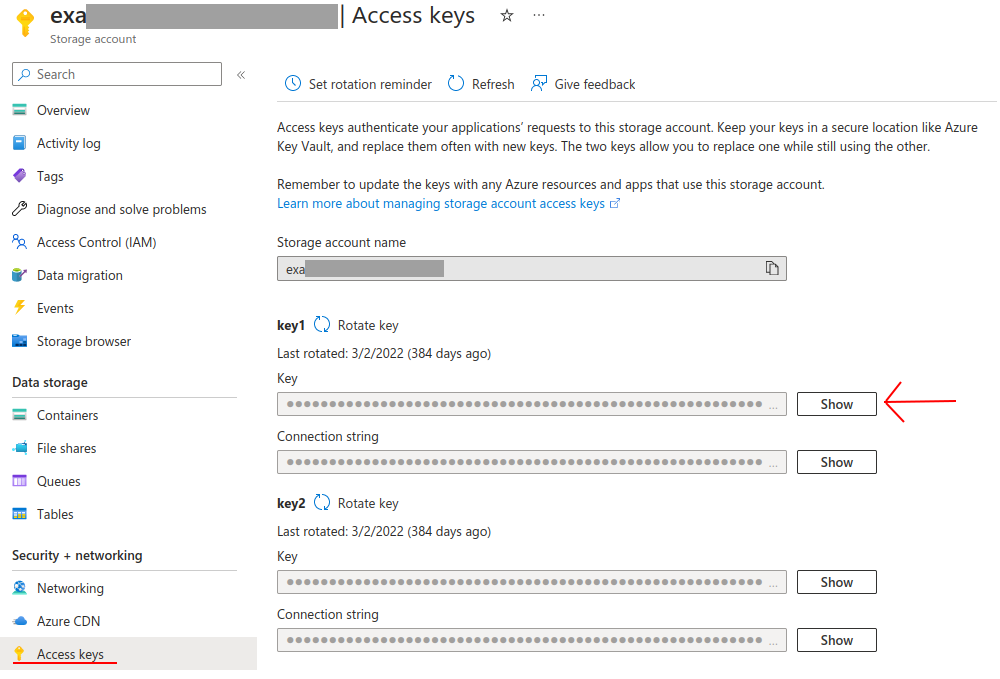 exa | Access keys
Storage account
Search
Overview
Activity log
Tags
Diagnose and solve problems
Access Control (IAM)
Data migration
Events
Storage browser
Data storage
Containers
File shares
Queues
Tables
Security + networking
Networking
Azure CDN
Access keys
Set rotation reminder Refresh Give feedback
Access keys authenticate your applications’ requests to this storage account. Keep your keys in a secure location like Azure
Key Vault, and replace them often with new keys. The two keys allow you to replace one while still using the other.
Remember to update the keys with any Azure resources and apps that use this storage account.
Learn more about managing storage account access keys
Storage account name
exa
key1 Rotate key
Last rotated: 3/2/2022 (384 days ago)
Key
Show
Connection string
Show
key2 Rotate key
Last rotated: 3/2/2022 (384 days ago)
Key
Show
Connection string
Show